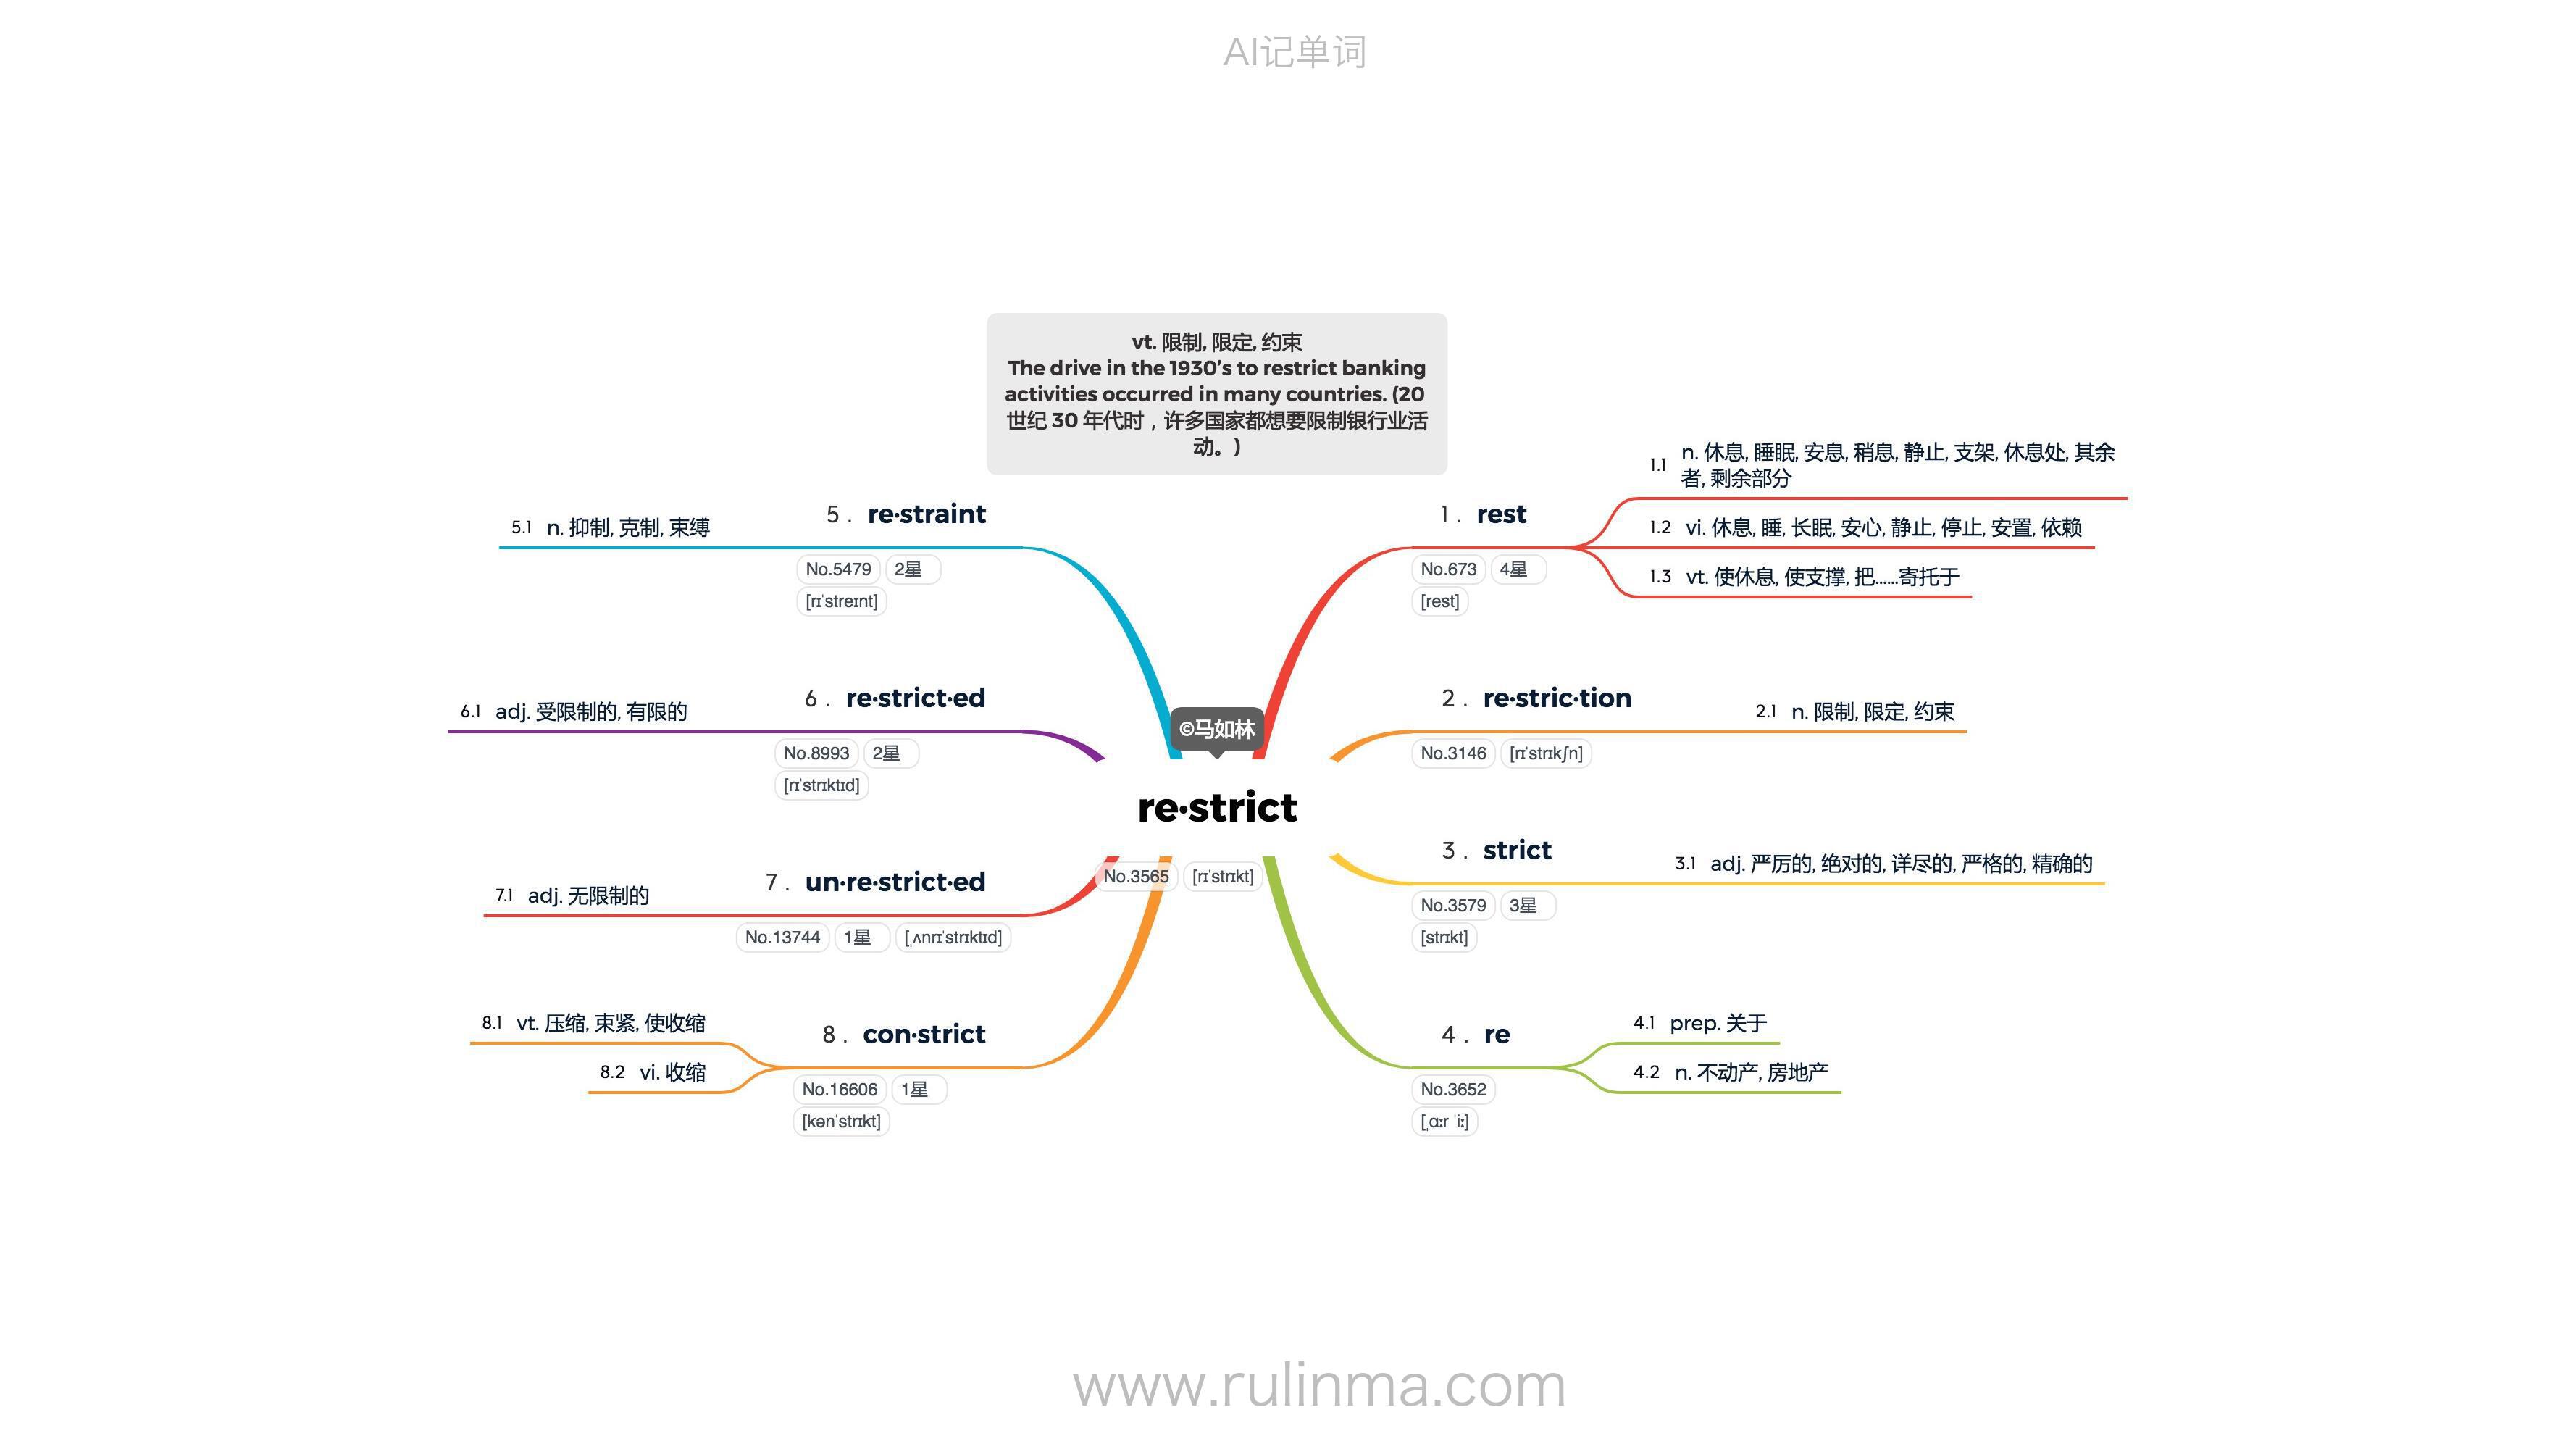 AI记单词
vt. 限制, 限定, 约束
The drive in the 1930’s to restrict banking
activities occurred in many countries. (20
世纪 30 年代时，许多国家都想要限制银行业活
动。)
©马如林
re·strict
No.3565 [rɪˈstrɪkt]
1. rest
No.673 4星
[rest]
1.1 n. 休息, 睡眠, 安息, 稍息, 静止, 支架, 休息处, 其余
者, 剩余部分
1.2 vi. 休息, 睡, 长眠, 安心, 静止, 停止, 安置, 依赖
1.3 vt. 使休息, 使支撑, 把……寄托于
2. re·stric·tion
No.3146 [rɪˈstrɪkʃn]
2.1 n. 限制, 限定, 约束
3. strict
No.3579 3星
[strɪkt]
3.1 adj. 严厉的, 绝对的, 详尽的, 严格的, 精确的
4. re
No.3652
[ˌɑːr ˈiː]
4.1 prep. 关于
4.2 n. 不动产, 房地产
5. re·straint
No.5479 2星
[rɪˈstreɪnt]
5.1 n. 抑制, 克制, 束缚
6. re·strict·ed
No.8993 2星
[rɪˈstrɪktɪd]
6.1 adj. 受限制的, 有限的
7. un·re·strict·ed
No.13744 1星 [ˌʌnrɪˈstrɪktɪd]
7.1 adj. 无限制的
8. con·strict
No.16606 1星
[kənˈstrɪkt]
8.1 vt. 压缩, 束紧, 使收缩
8.2 vi. 收缩
www.rulinma.com